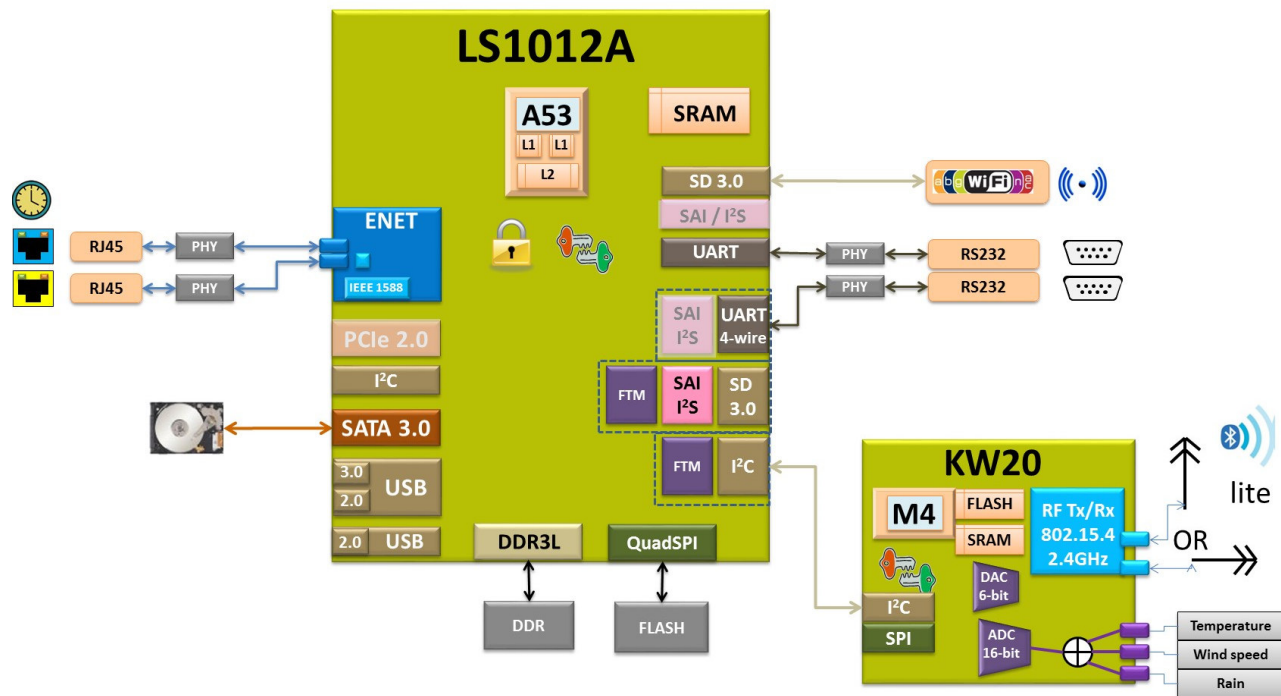 LS1012A
A53
L1
L1
L2
SRAM
SD 3.0
SAI / I²S
UART
a b g WiFi n ac
ENET
IEEE 1588
RJ45
PHY
RJ45
PHY
PHY
RS232
PHY
RS232
PCIe 2.0
I²C
SATA 3.0
3.0
2.0
USB
2.0
USB
SAI
I²S
UART
4-wire
FTM
SAI
I²S
SD
3.0
FTM
I²C
DDR3L
QuadSPI
DDR
FLASH
KW20
M4
FLASH
SRAM
RF Tx/Rx
802.15.4
2.4GHz
DAC
6-bit
I²C
SPI
ADC
16-bit
lite
OR
Temperature
Wind speed
Rain